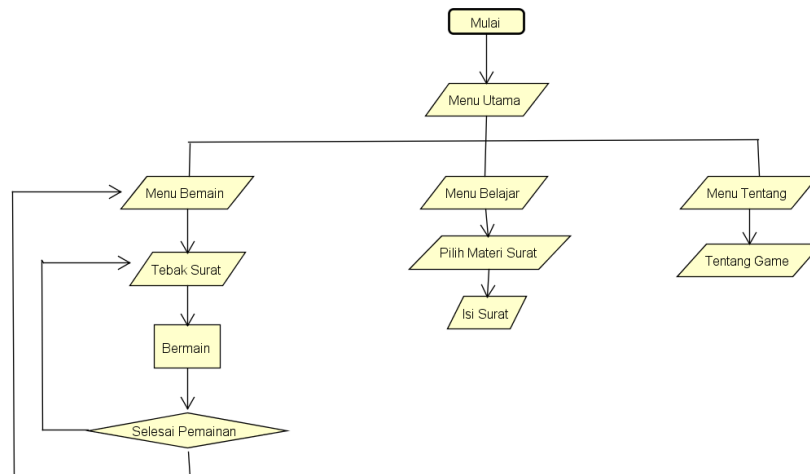 Mulai
Menu Utama
Menu Bemain
Menu Belajar
Menu Tentang
Tebak Surat
Pilih Materi Surat
Tentang Game
Isi Surat
Bermain
Selesai Pemainan